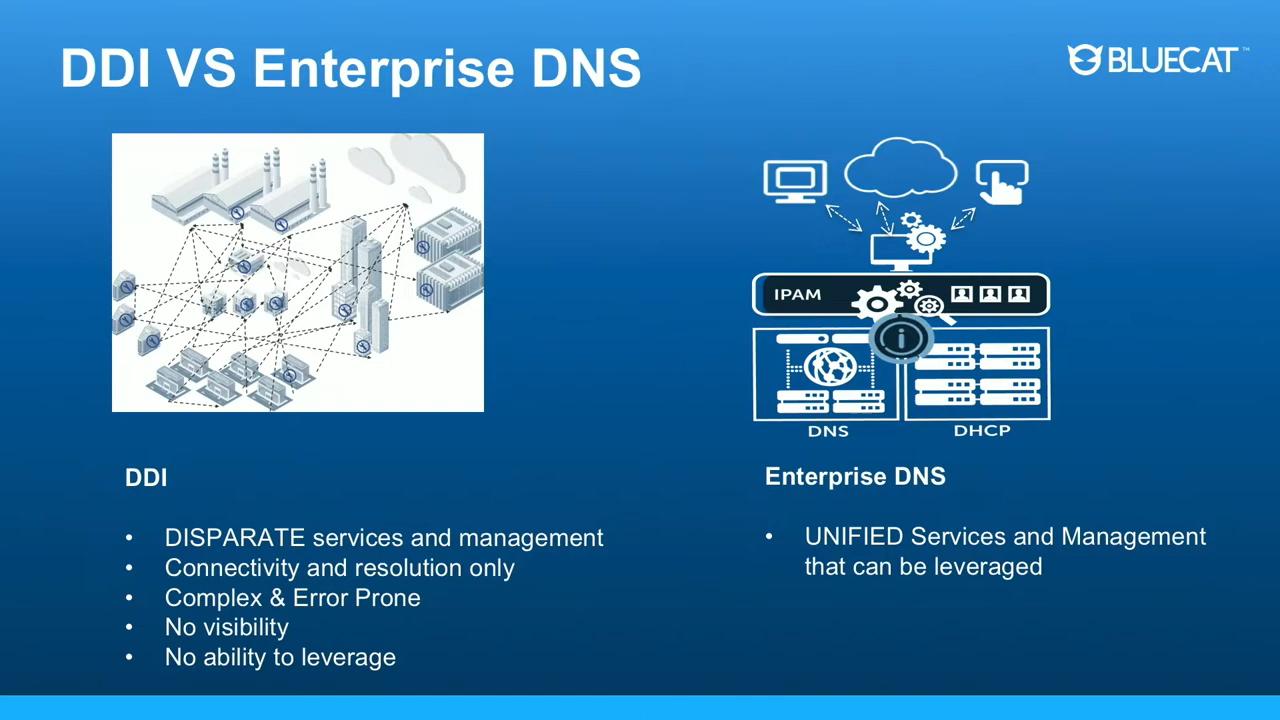 DDI VS Enterprise DNS
BLUECAT™
IPAM
i
DNS
DHCP
DDI
• DISPARATE services and management
• Connectivity and resolution only
• Complex & Error Prone
• No visibility
• No ability to leverage
Enterprise DNS
• UNIFIED Services and Management
that can be leveraged